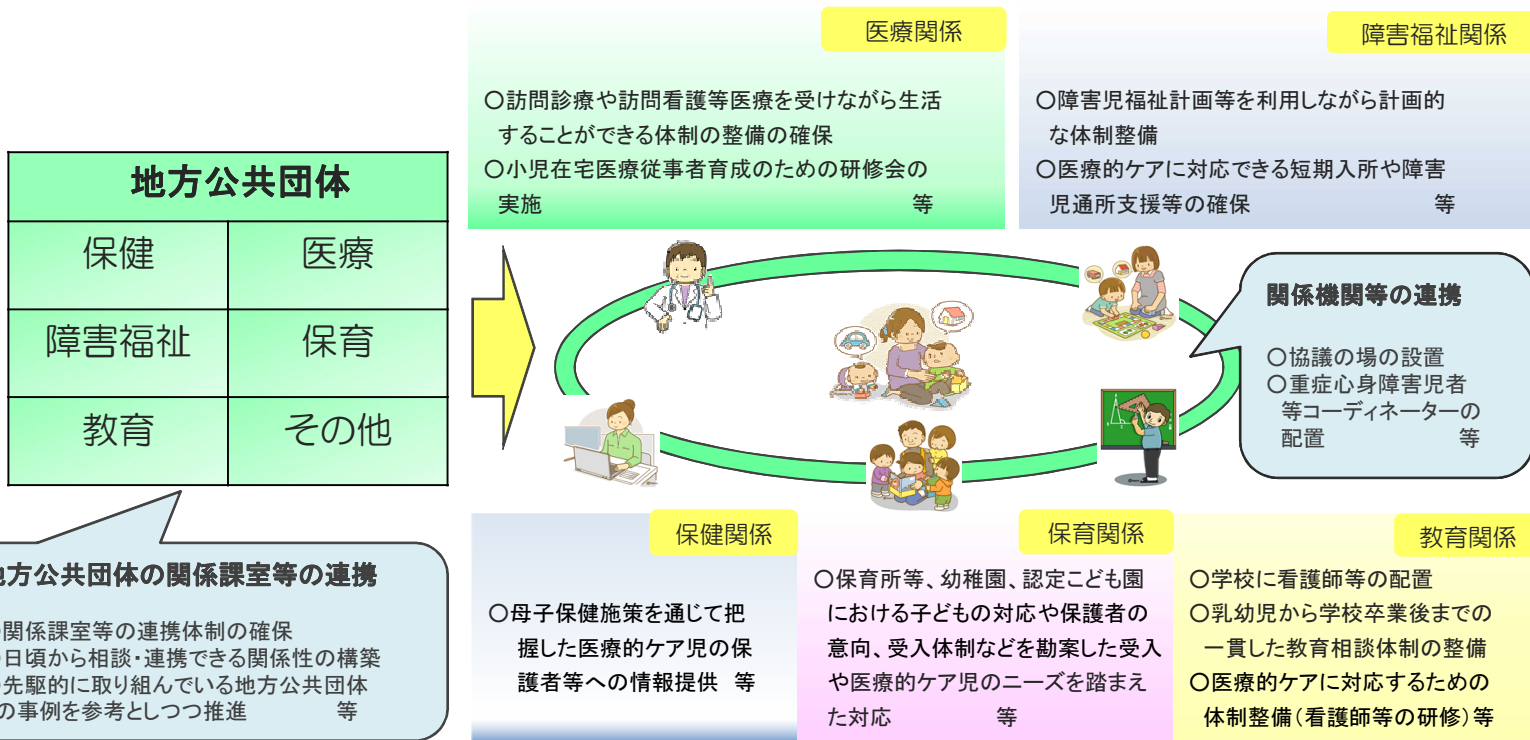 地方公共団体
保健 医療
障害福祉 保育
教育 その他
地方公共団体の関係課室等の連携
○関係課室等の連携体制の確保
○日頃から相談・連携できる関係性の構築
○先駆的に取り組んでいる地方公共団体
の事例を参考としつつ推進 等
医療関係
○訪問診療や訪問看護等医療を受けながら生活
することができる体制の整備の確保
○小児在宅医療従事者育成のための研修会の
実施 等
障害福祉関係
○障害児福祉計画等を利用しながら計画的
な体制整備
○医療的ケアに対応できる短期入所や障害
児通所支援等の確保 等
関係機関等の連携
○協議の場の設置
○重症心身障害児者
等コーディネーターの
配置 等
保健関係
○母子保健施策を通じて把
握した医療的ケア児の保
護者等への情報提供 等
保育関係
○保育所等、幼稚園、認定こども園
における子どもの対応や保護者の
意向、受入体制などを勘案した受入
や医療的ケア児のニーズを踏まえ
た対応 等
教育関係
○学校に看護師等の配置
○乳幼児から学校卒業後までの
一貫した教育相談体制の整備
○医療的ケアに対応するための
体制整備(看護師等の研修)等